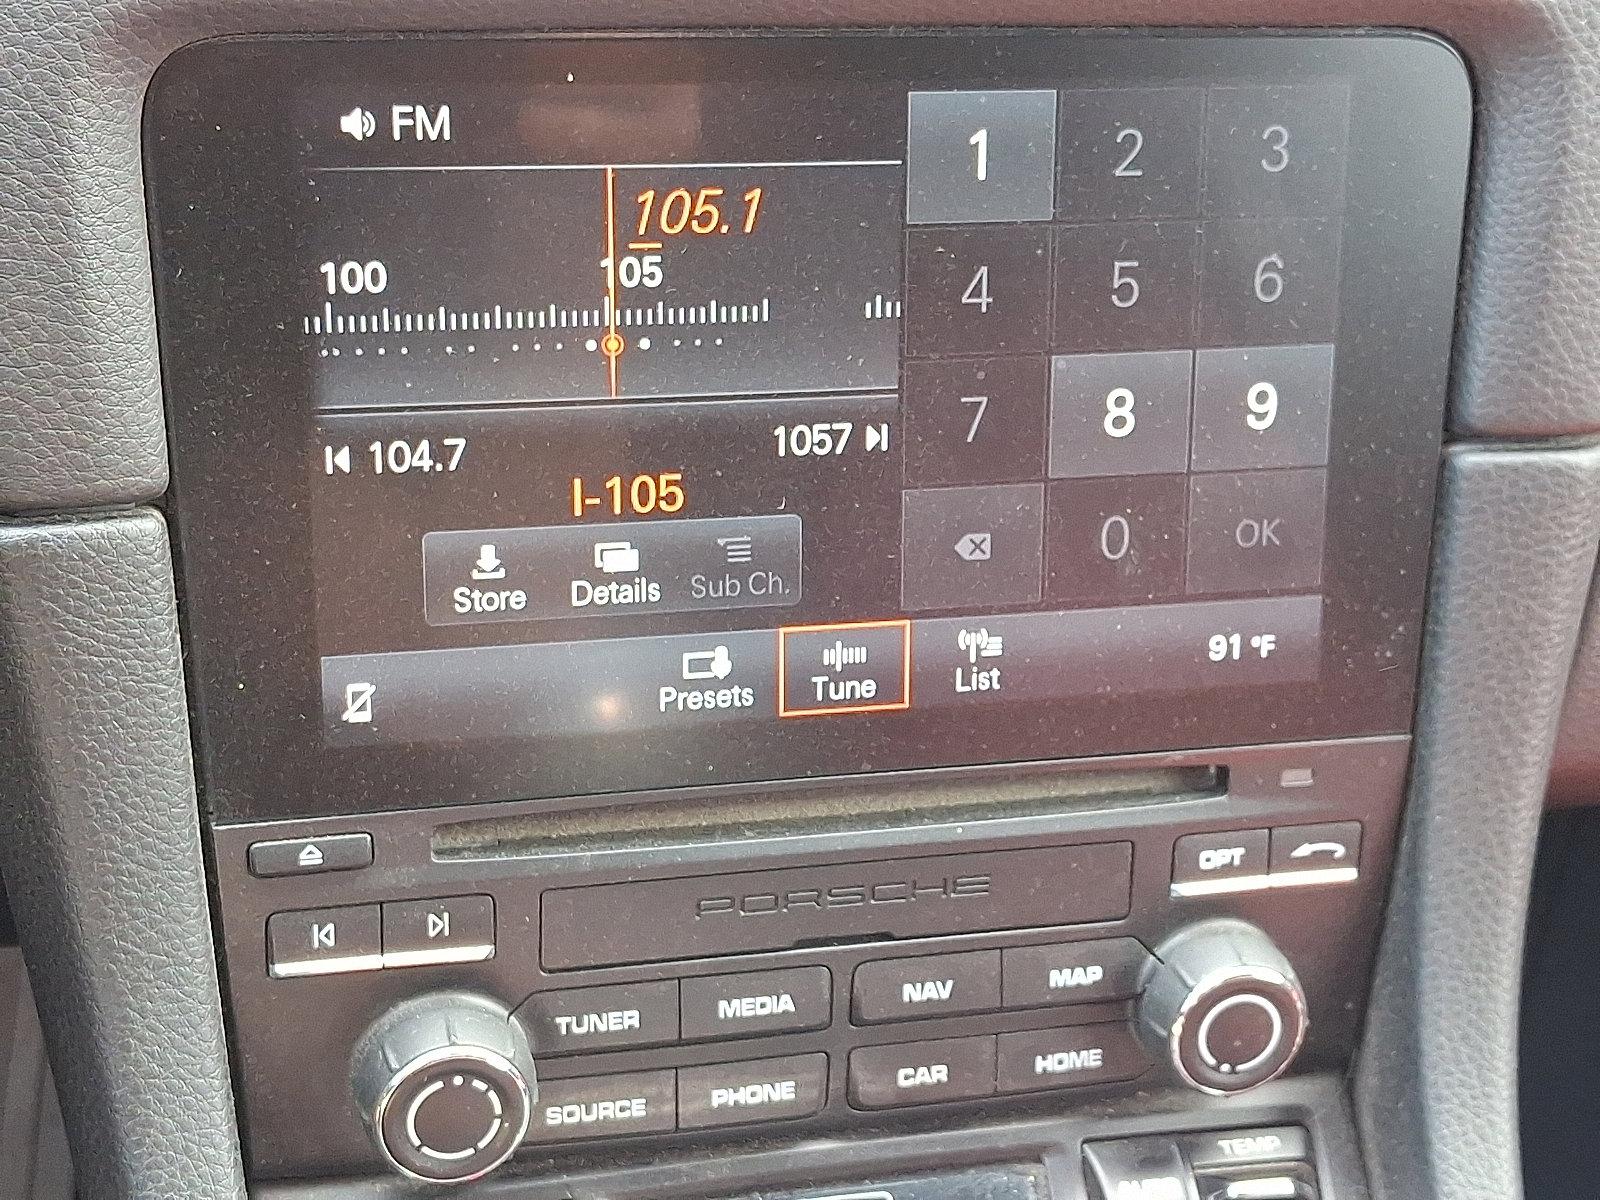 FM
105.1
100 105
104.7 1057
I-105
Store Details Sub Ch.
Presets Tune List 91 °F
1 2 3
4 5 6
7 8 9
0 OK
PORSCHE
OPT
TUNER MEDIA NAV MAP
SOURCE PHONE CAR HOME
TEMP